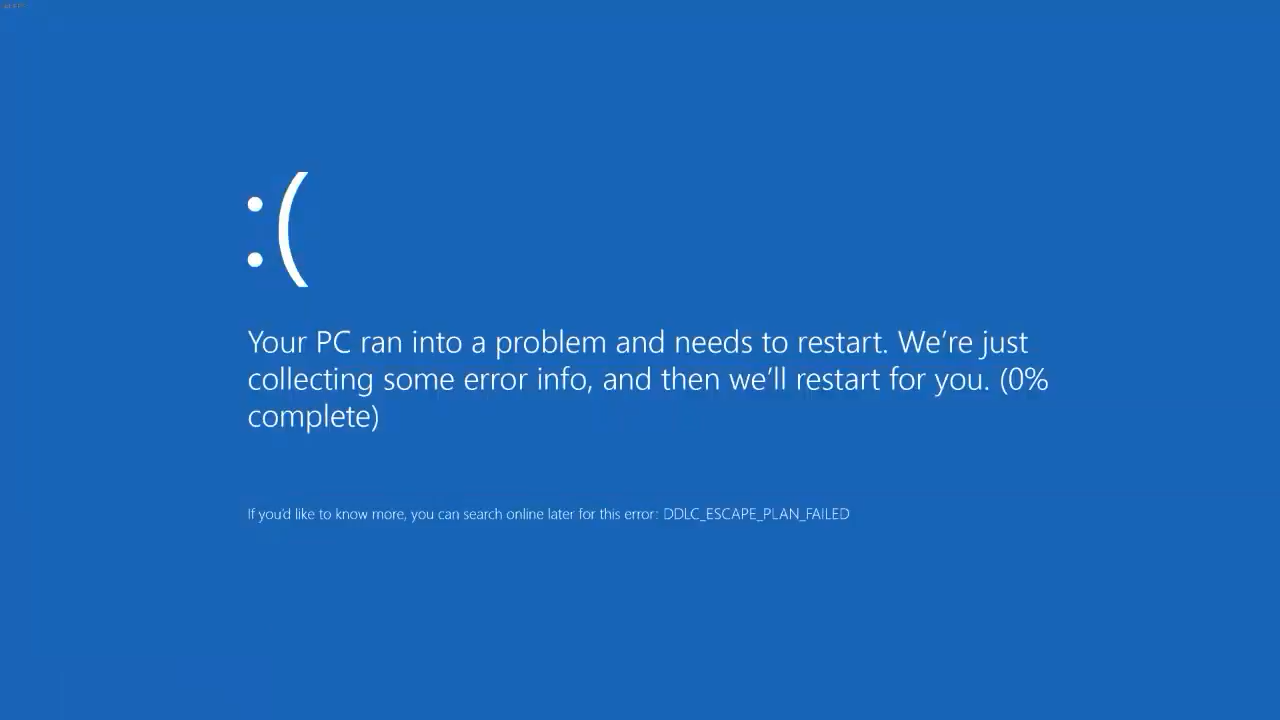 :(
Your PC ran into a problem and needs to restart. We're just
collecting some error info, and then we'll restart for you. (0%
complete)
If you'd like to know more, you can search online later for this error: DDLC_ESCAPE_PLAN_FAILED